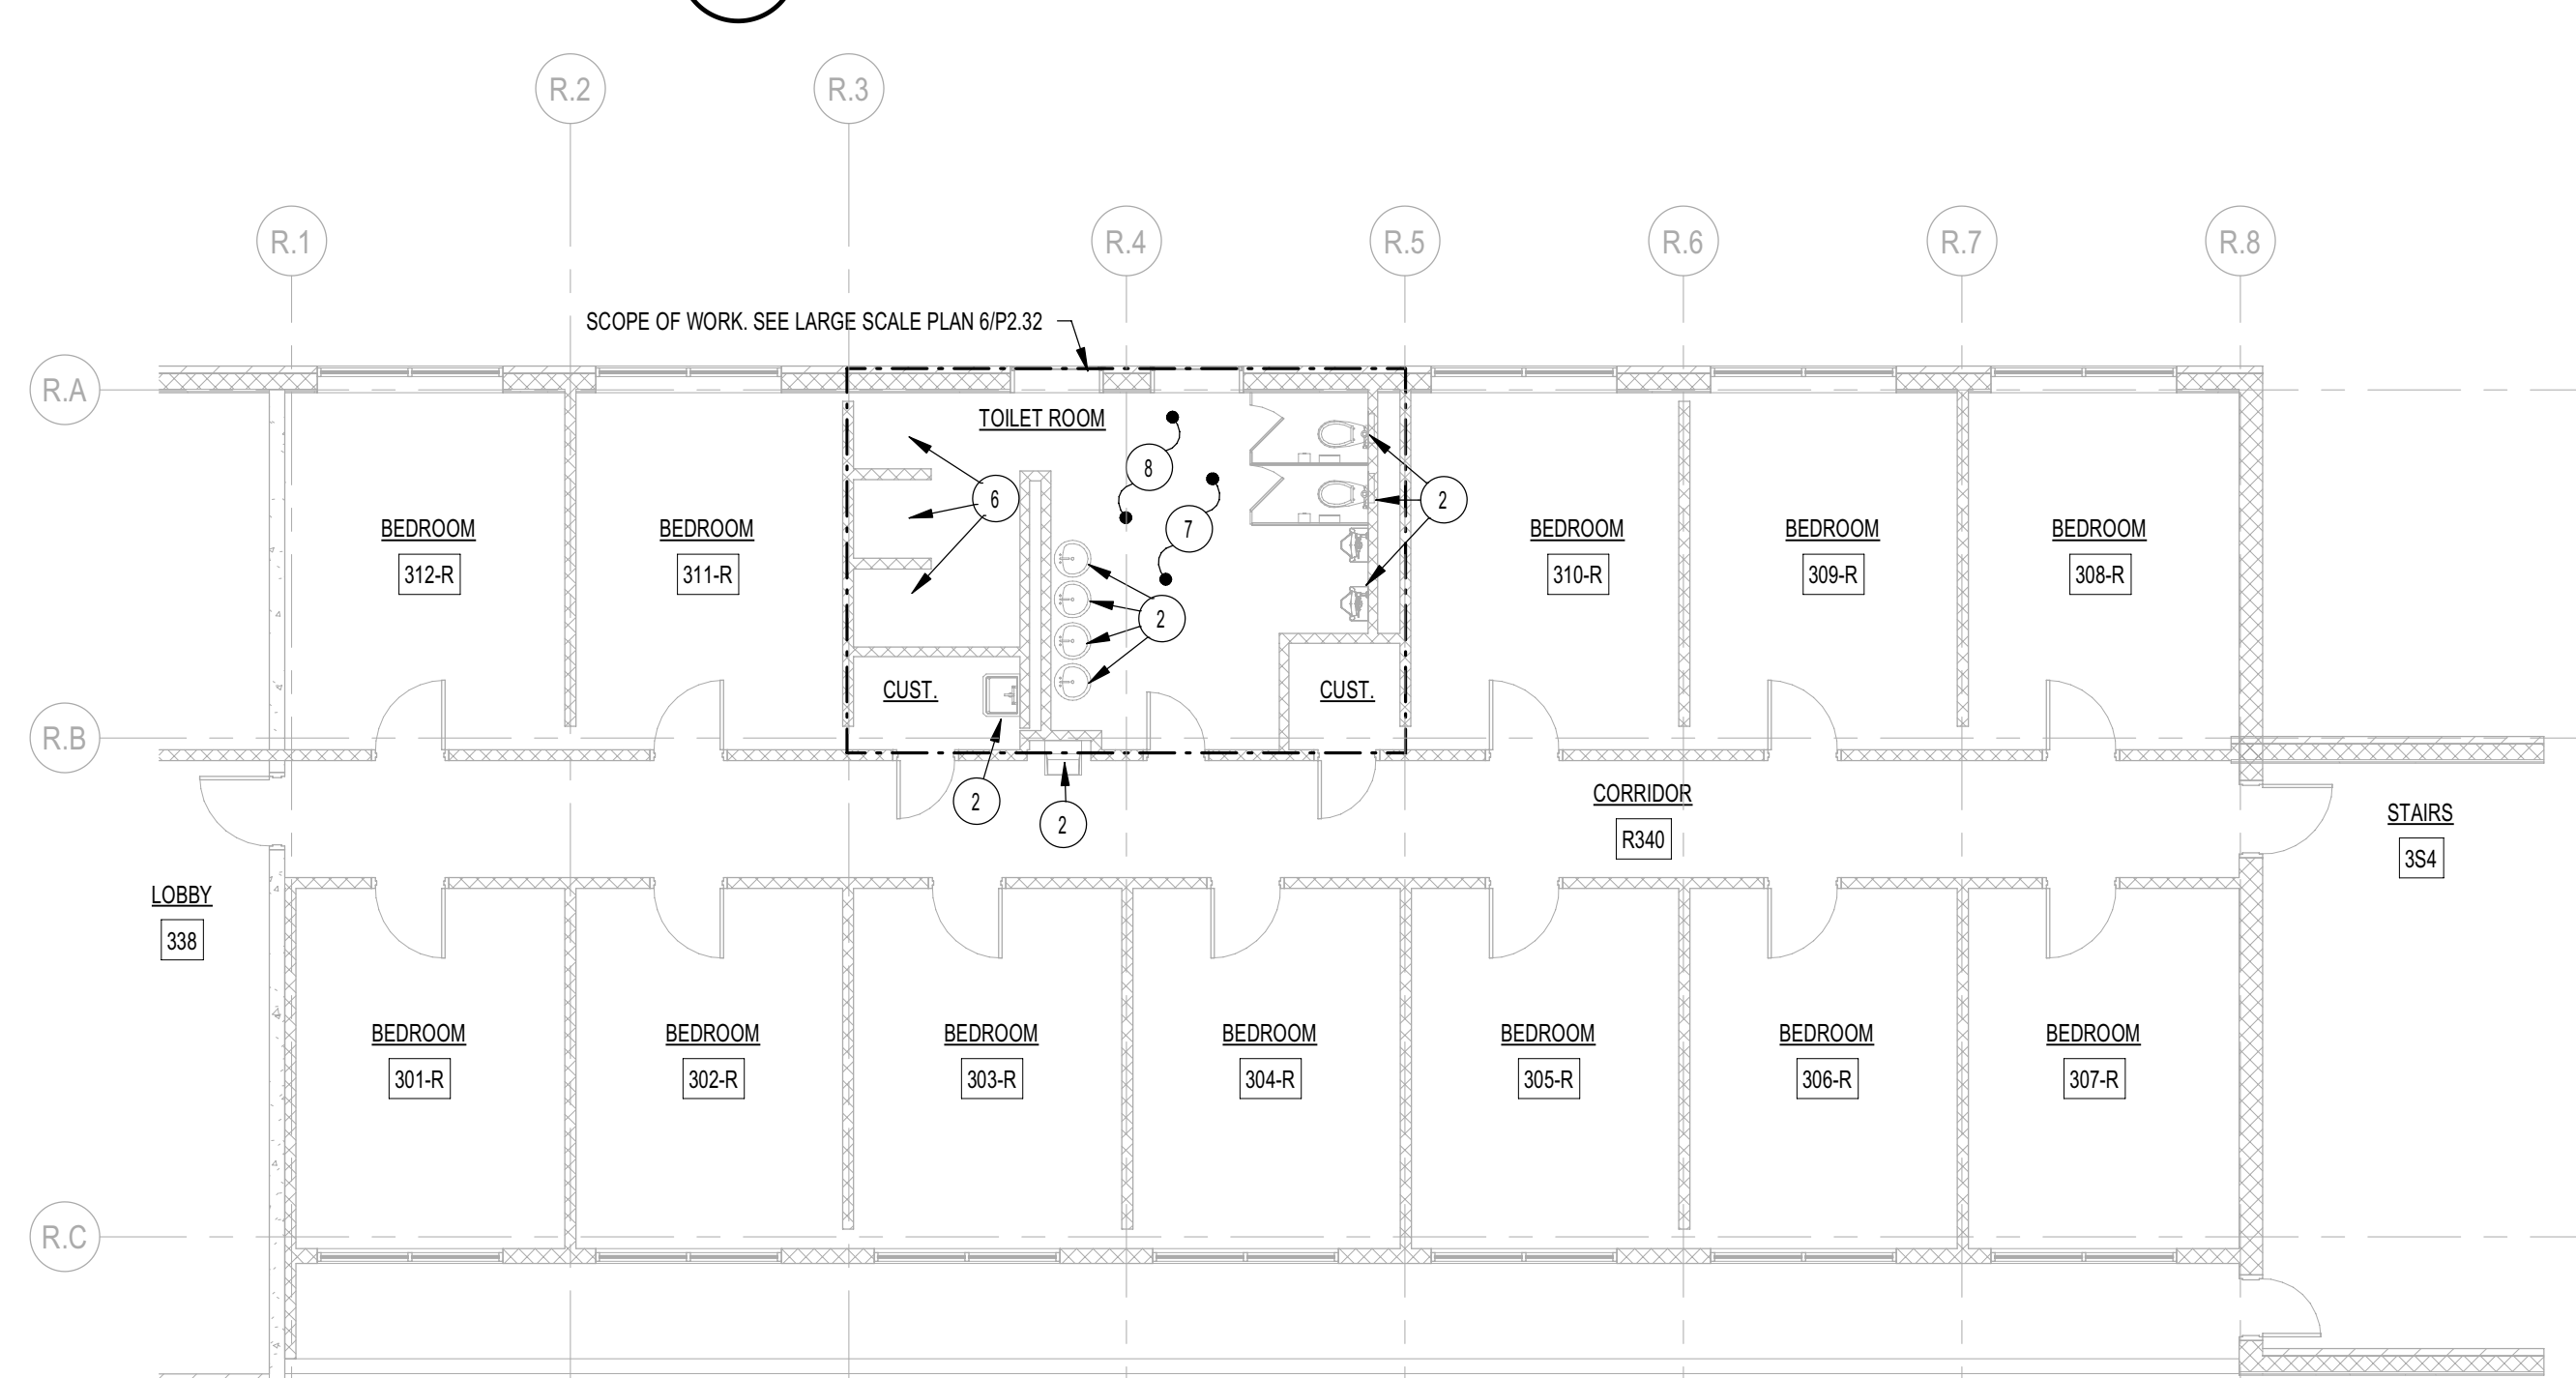 R.2
R.3
R.1
R.4
R.5
R.6
R.7
R.8
SCOPE OF WORK. SEE LARGE SCALE PLAN 6/P2.32
R.A
TOILET ROOM
8
6
2
7
BEDROOM
312-R
BEDROOM
311-R
BEDROOM
310-R
BEDROOM
309-R
BEDROOM
308-R
2
CUST.
CUST.
R.B
2
2
CORRIDOR
R340
STAIRS
3S4
LOBBY
338
BEDROOM
301-R
BEDROOM
302-R
BEDROOM
303-R
BEDROOM
304-R
BEDROOM
305-R
BEDROOM
306-R
BEDROOM
307-R
R.C